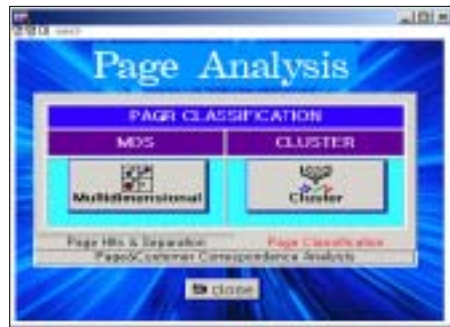 Page Analysis
PAGR CLASSIFICATION
MDS CLUSTER
Multidimensional Cluster
Page Hits & Separation Page Classification
Page&Customer Correspondence Analysis
close